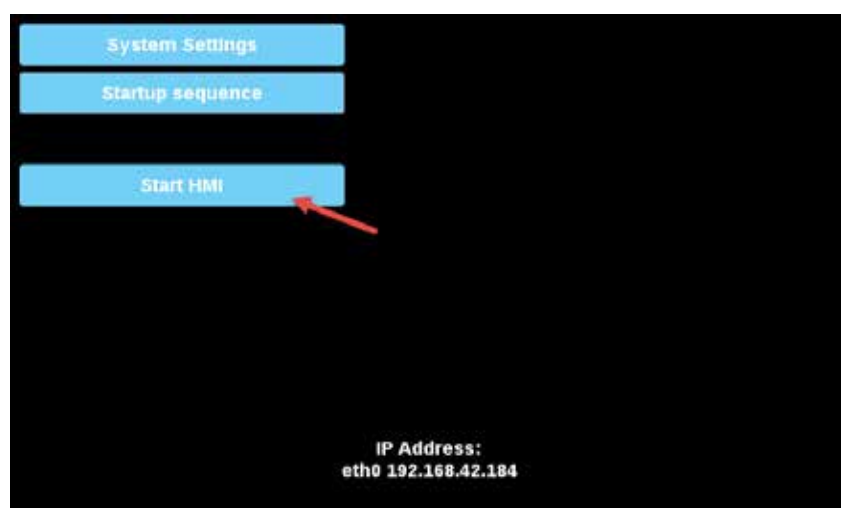 System Settings
Startup sequence
Start HMI
IP Address:
eth0 192.168.42.184